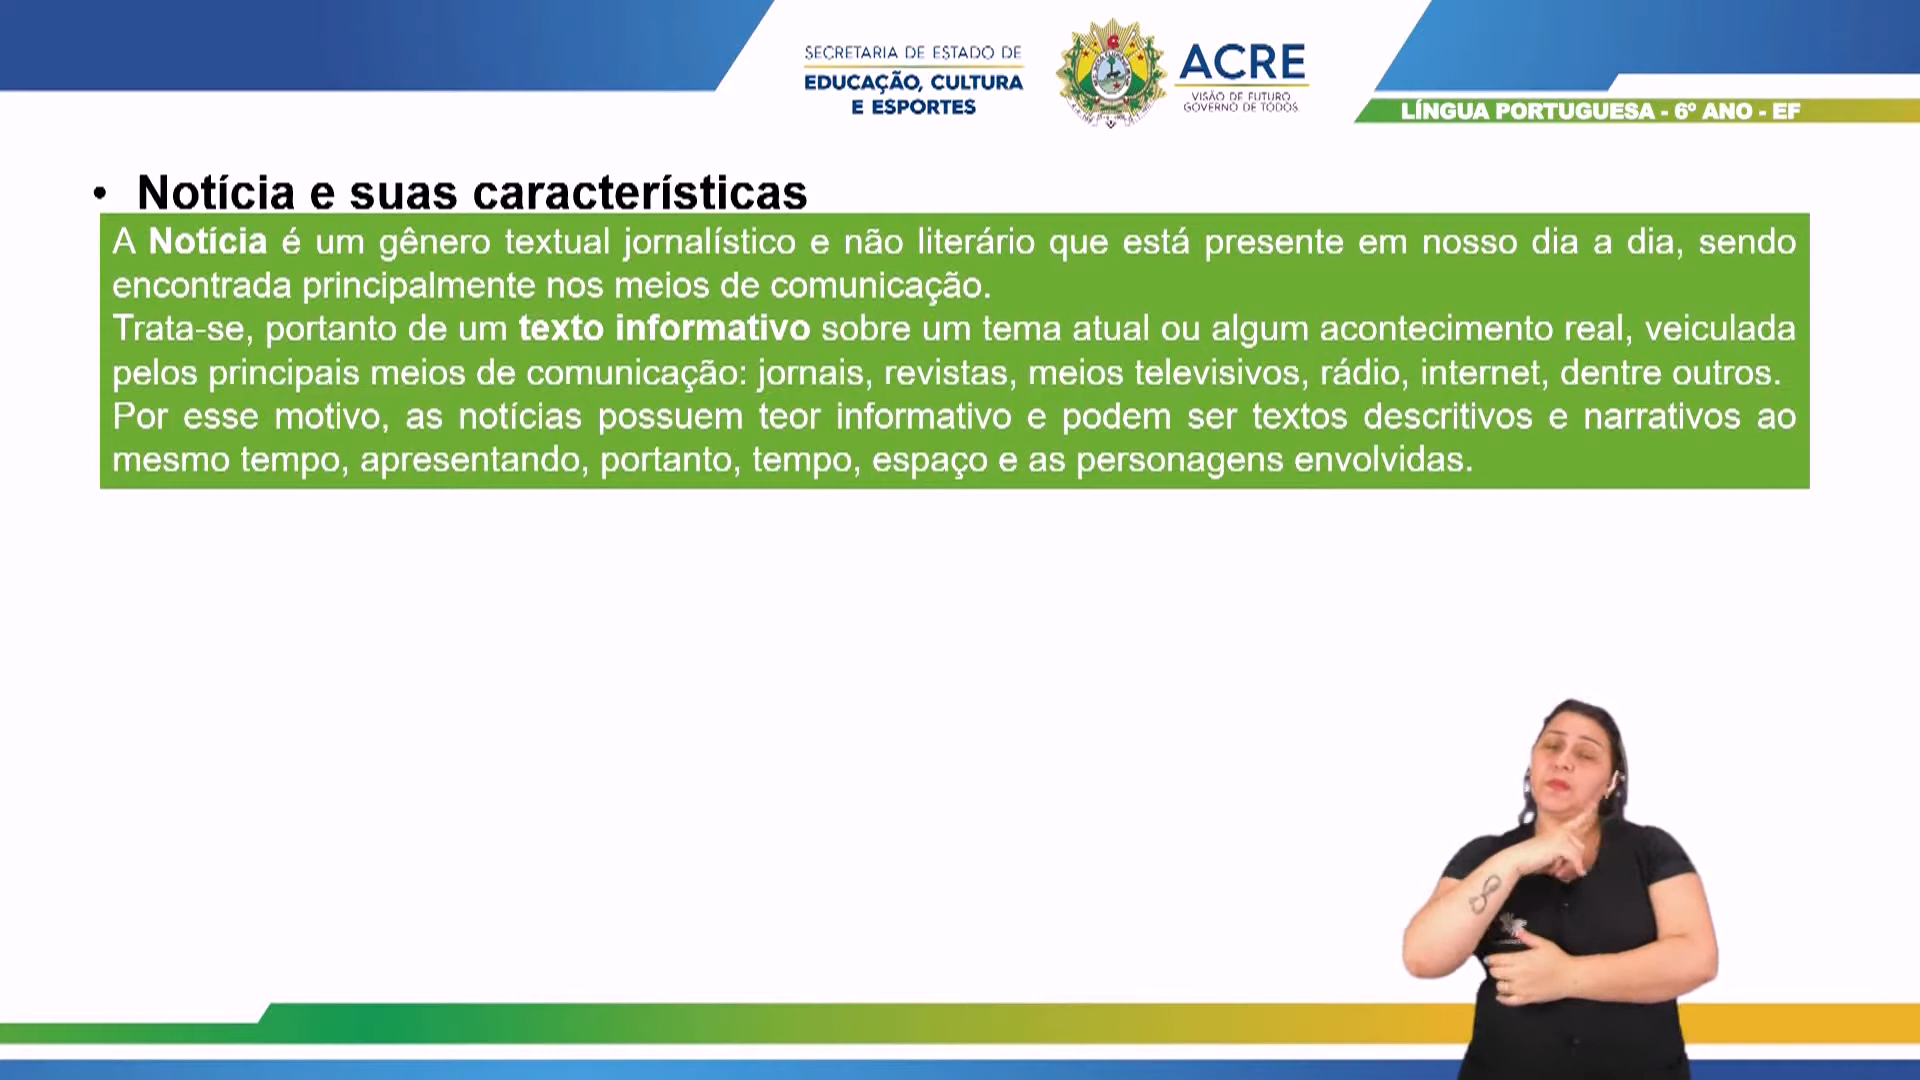 SECRETARIA DE ESTADO DE
EDUCAÇÃO, CULTURA
E ESPORTES
ACRE
VISÃO DE FUTURO
GOVERNO DE TODOS
LÍNGUA PORTUGUESA - 6º ANO - EF
• Notícia e suas características
A Notícia é um gênero textual jornalístico e não literário que está presente em nosso dia a dia, sendo
encontrada principalmente nos meios de comunicação.
Trata-se, portanto de um texto informativo sobre um tema atual ou algum acontecimento real, veiculada
pelos principais meios de comunicação: jornais, revistas, meios televisivos, rádio, internet, dentre outros.
Por esse motivo, as notícias possuem teor informativo e podem ser textos descritivos e narrativos ao
mesmo tempo, apresentando, portanto, tempo, espaço e as personagens envolvidas.